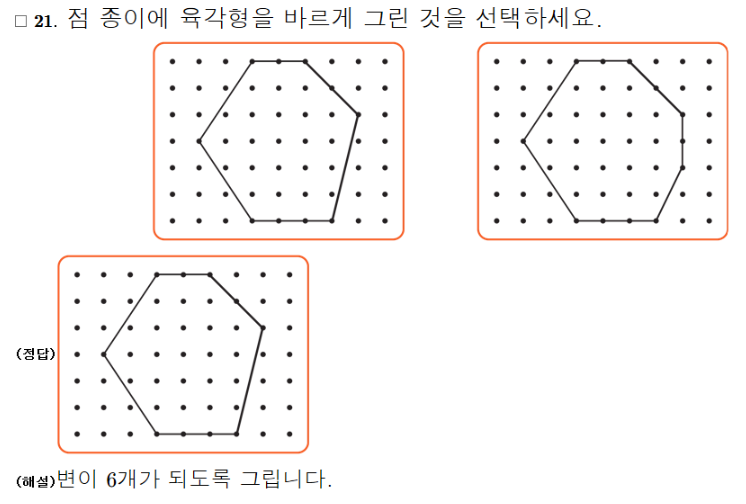 □ 21. 점 종이에 육각형을 바르게 그린 것을 선택하세요.
(정답)
(해설)변이 6개가 되도록 그립니다.